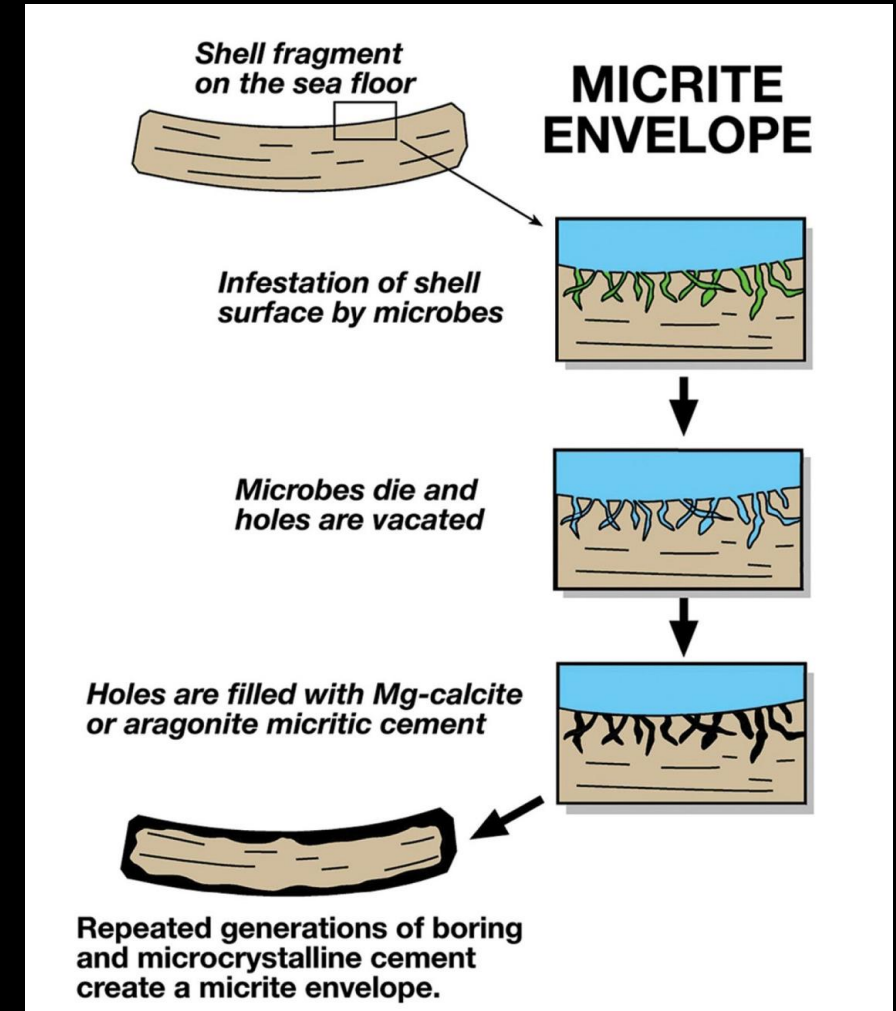 Shell fragment
on the sea floor
MICRITE
ENVELOPE
Infestation of shell
surface by microbes
Microbes die and
holes are vacated
Holes are filled with Mg-calcite
or aragonite micritic cement
Repeated generations of boring
and microcrystalline cement
create a micrite envelope.